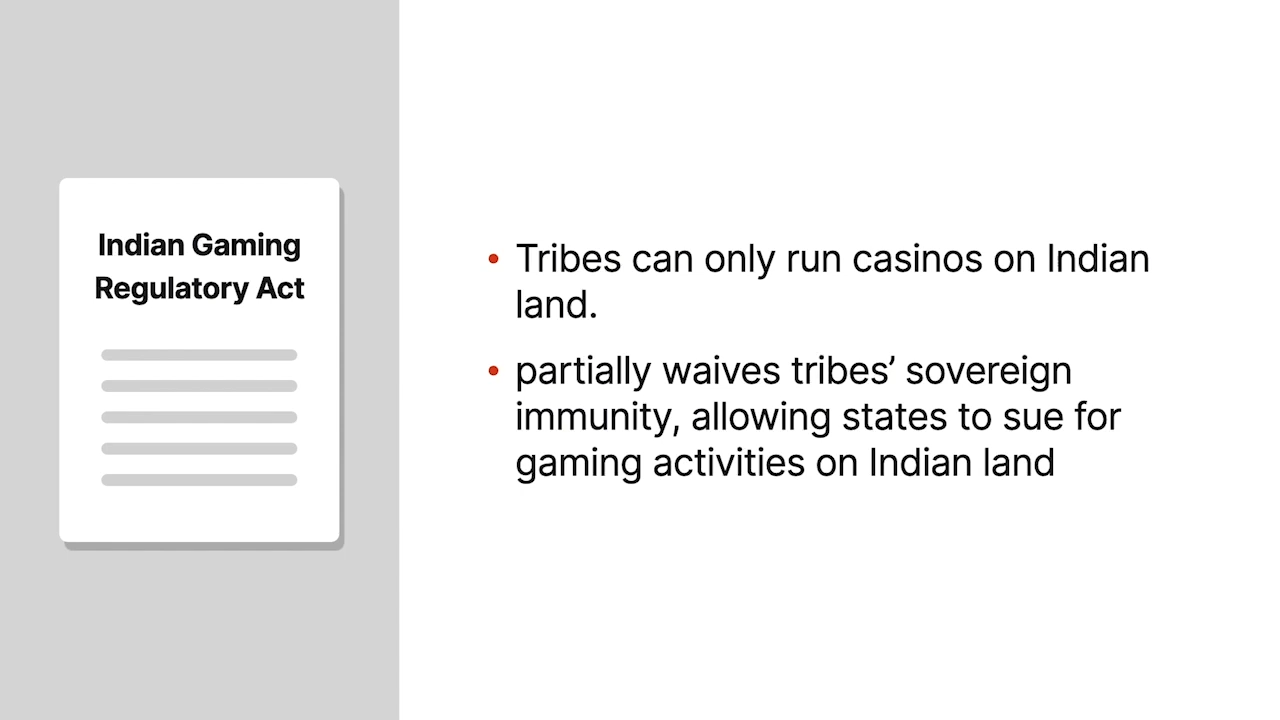 Indian Gaming
Regulatory Act
• Tribes can only run casinos on Indian
land.
• partially waives tribes’ sovereign
immunity, allowing states to sue for
gaming activities on Indian land